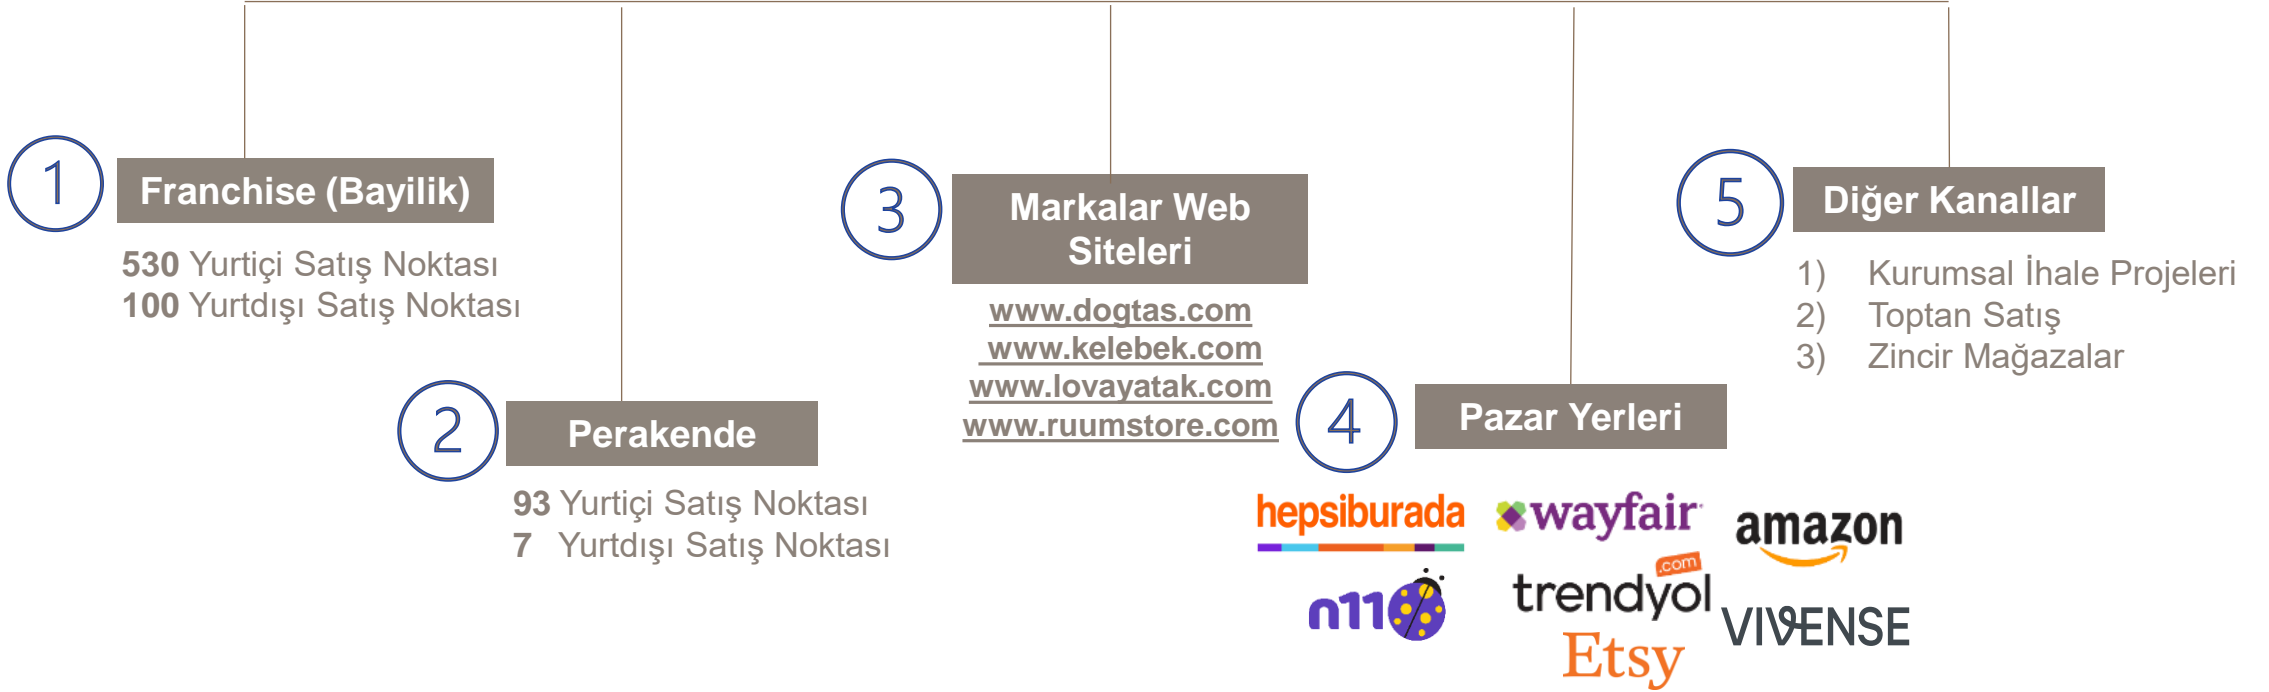 1
Franchise (Bayilik)
530 Yurtiçi Satış Noktası
100 Yurtdışı Satış Noktası
2
Perakende
93 Yurtiçi Satış Noktası
7 Yurtdışı Satış Noktası
3
Markalar Web
Siteleri
www.dogtas.com
www.kelebek.com
www.lovayatak.com
www.ruumstore.com
4
Pazar Yerleri
hepsiburada
wayfair
amazon
n11
trendyol
.com
VIVENSE
Etsy
5
Diğer Kanallar
1) Kurumsal İhale Projeleri
2) Toptan Satış
3) Zincir Mağazalar